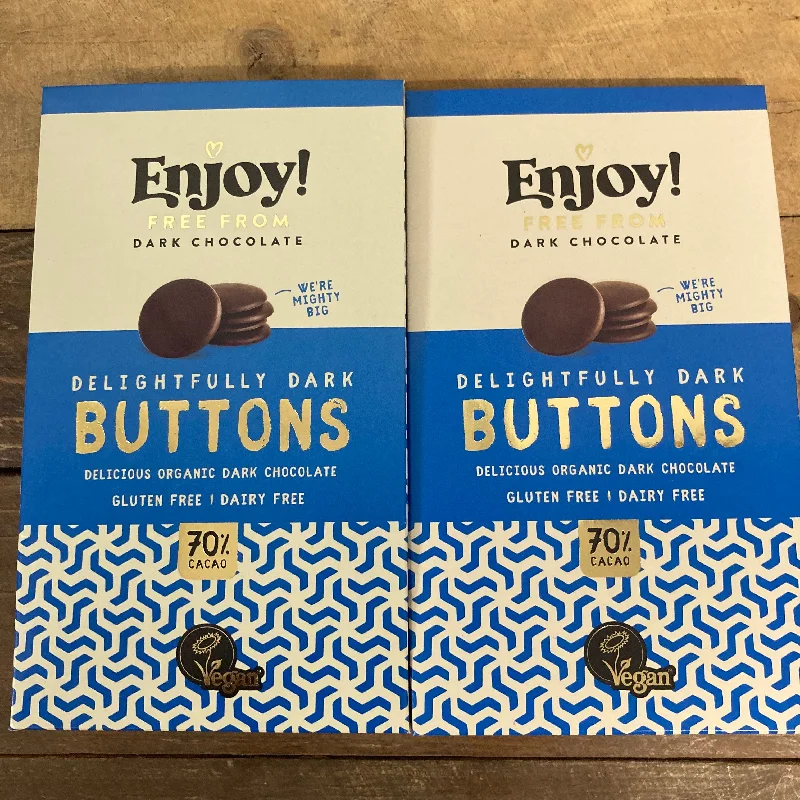 Enjoy!
FREE FROM
DARK CHOCOLATE
WE'RE
MIGHTY
BIG
DELIGHTFULLY DARK
BUTTONS
DELICIOUS ORGANIC DARK CHOCOLATE
GLUTEN FREE | DAIRY FREE
70%
CACAO
Vegan
Enjoy!
FREE FROM
DARK CHOCOLATE
WE'RE
MIGHTY
BIG
DELIGHTFULLY DARK
BUTTONS
DELICIOUS ORGANIC DARK CHOCOLATE
GLUTEN FREE | DAIRY FREE
70%
CACAO
Vegan